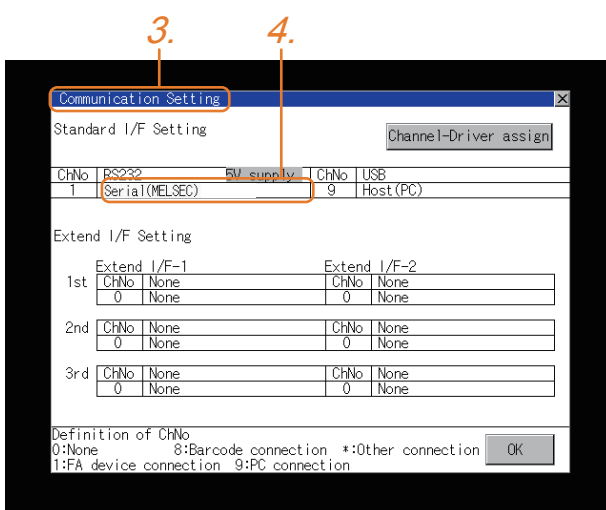 3. 4.
Communication Setting ×
Standard I/F Setting
Channel-Driver assign
ChNo RS232 5V supply ChNo USB
1 Serial(MELSEC) 9 Host(PC)
Extend I/F Setting
Extend I/F-1 Extend I/F-2
1st ChNo None ChNo None
0 None 0 None
2nd ChNo None ChNo None
0 None 0 None
3rd ChNo None ChNo None
0 None 0 None
Definition of ChNo
0:None 8:Barcode connection *:Other connection
1:FA device connection 9:PC connection
OK